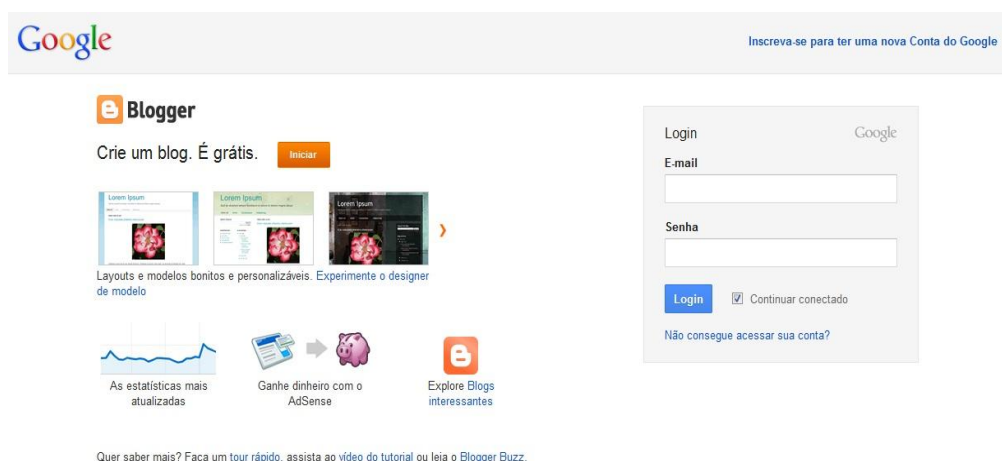 Google
Inscreva-se para ter uma nova Conta do Google
Blogger
Crie um blog. É grátis. Iniciar
Lorem Ipsum
Lorem Ipsum
Lorem Ipsum
Layouts e modelos bonitos e personalizáveis. Experimente o designer
de modelo
As estatísticas mais
atualizadas
Ganhe dinheiro com o
AdSense
Explore Blogs
interessantes
Quer saber mais? Faça um tour rápido, assista ao vídeo do tutorial ou leia o Blogger Buzz.
Login Google
E-mail
Senha
Login Continuar conectado
Não consegue acessar sua conta?